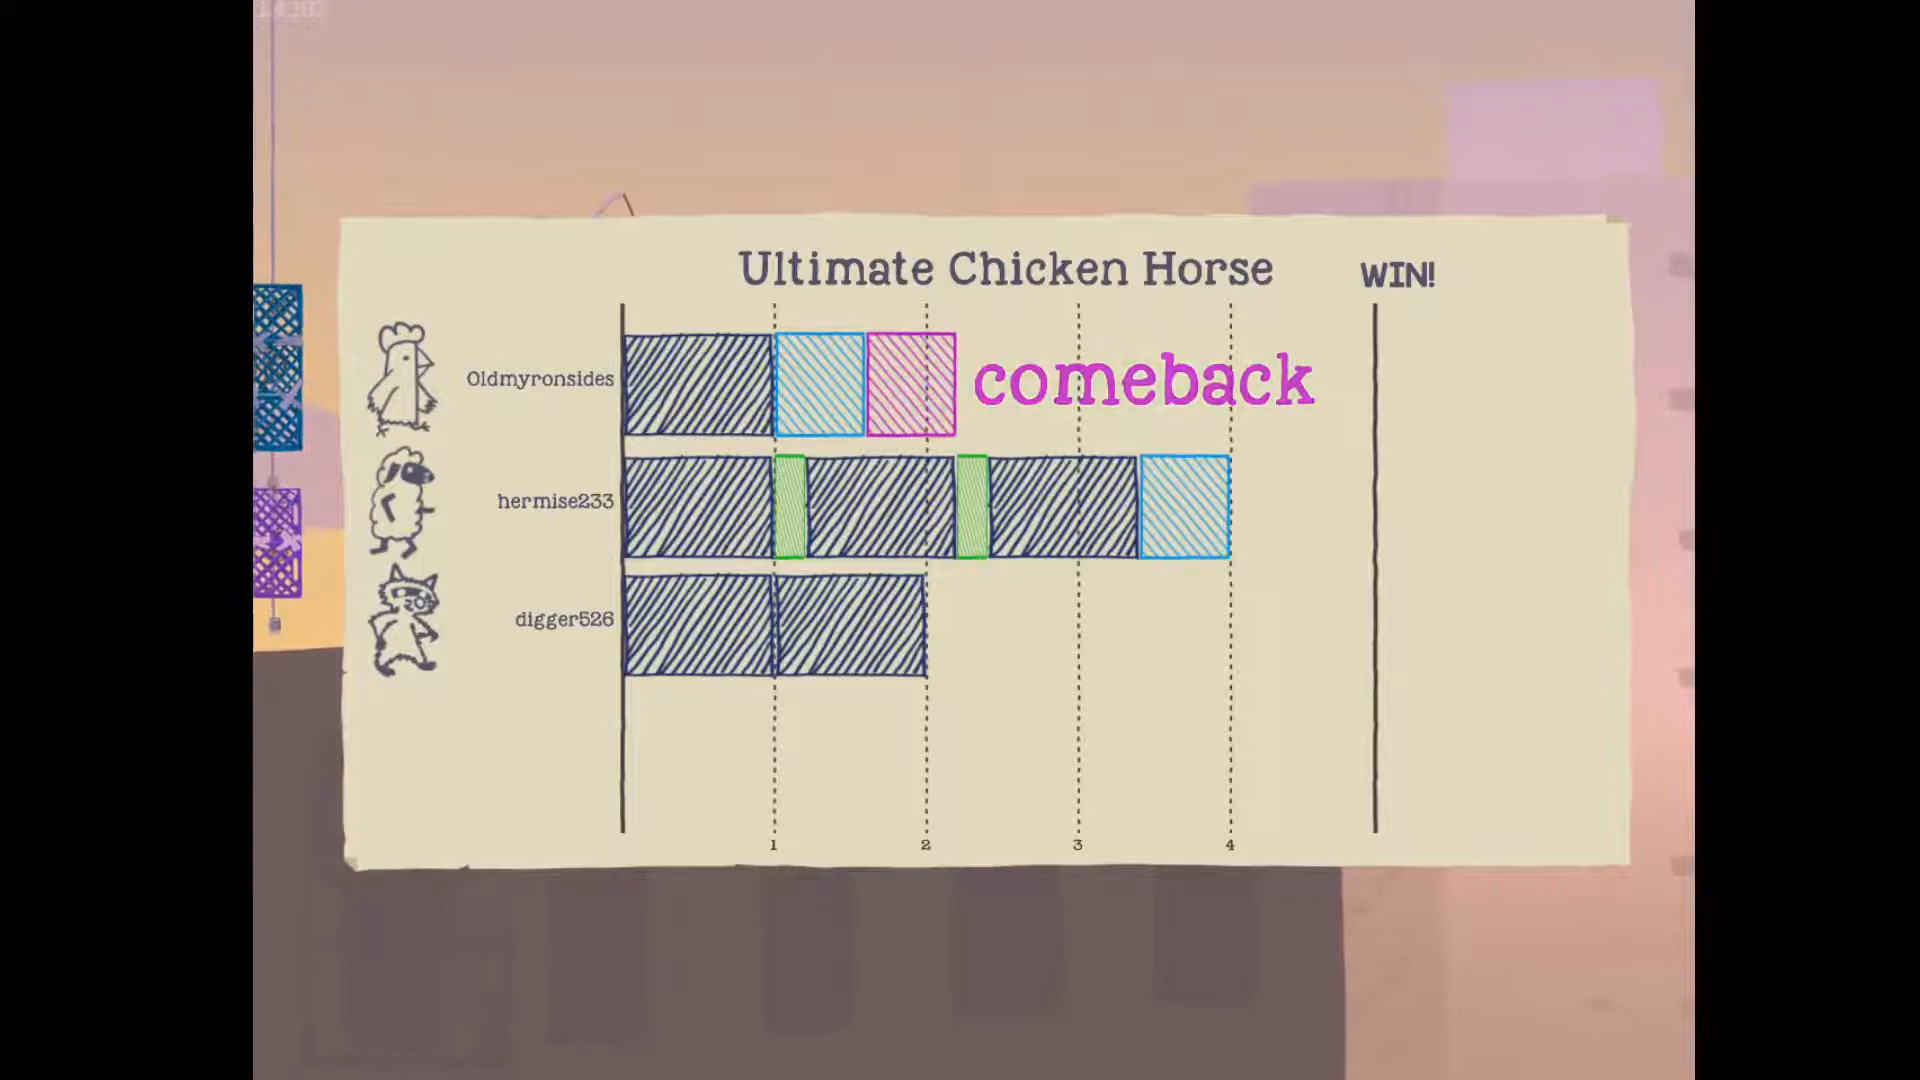 Ultimate Chicken Horse
WIN!
Oldmyronsides
comeback
hermise233
digger526
1 2 3 4